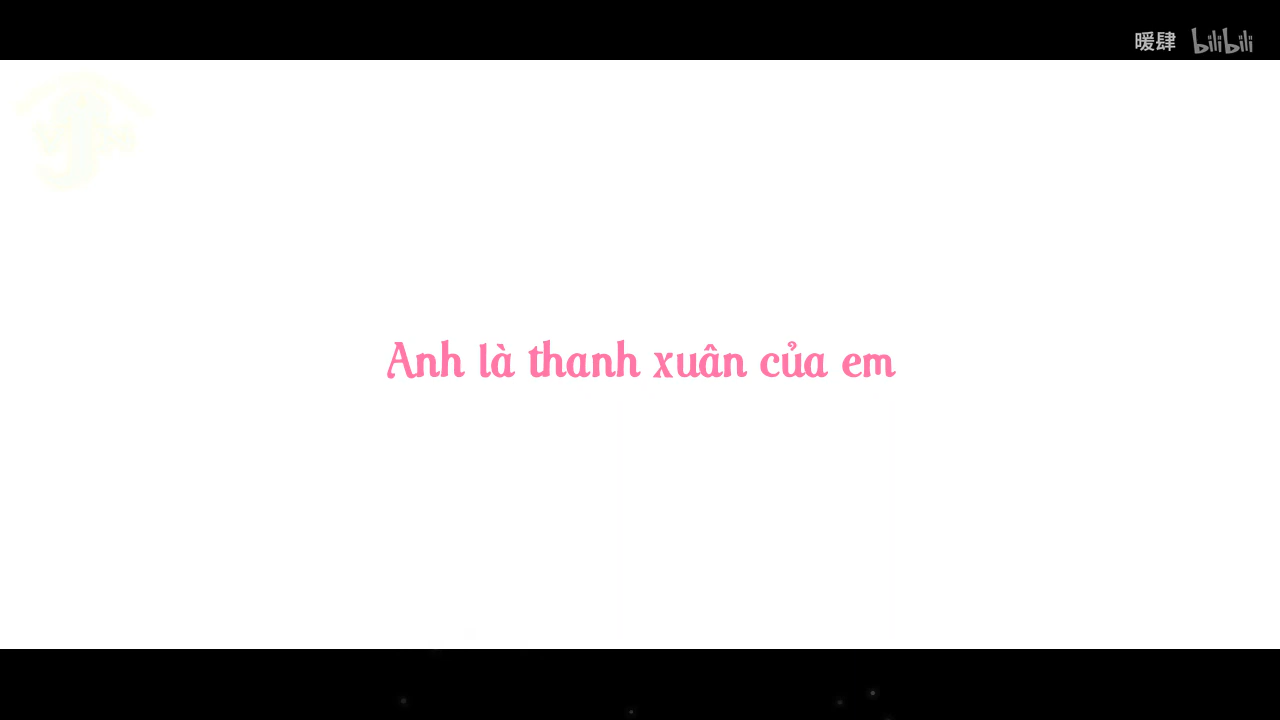 暖肆 bilibili
Anh là thanh xuân của em